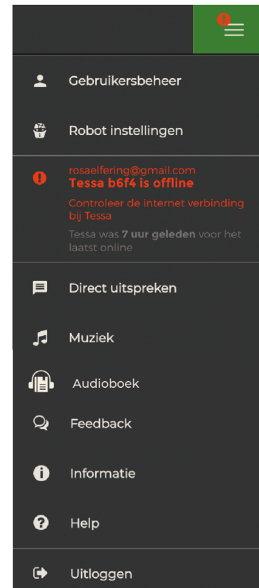 Gebruikersbeheer
Robot instellingen
rosaelfering@gmail.com
Tessa b6f4 is offline
Controleer de internet verbinding
bij Tessa
Tessa was 7 uur geleden voor het
laatst online
Direct uitspreken
Muziek
Audioboek
Feedback
Informatie
Help
Uitloggen